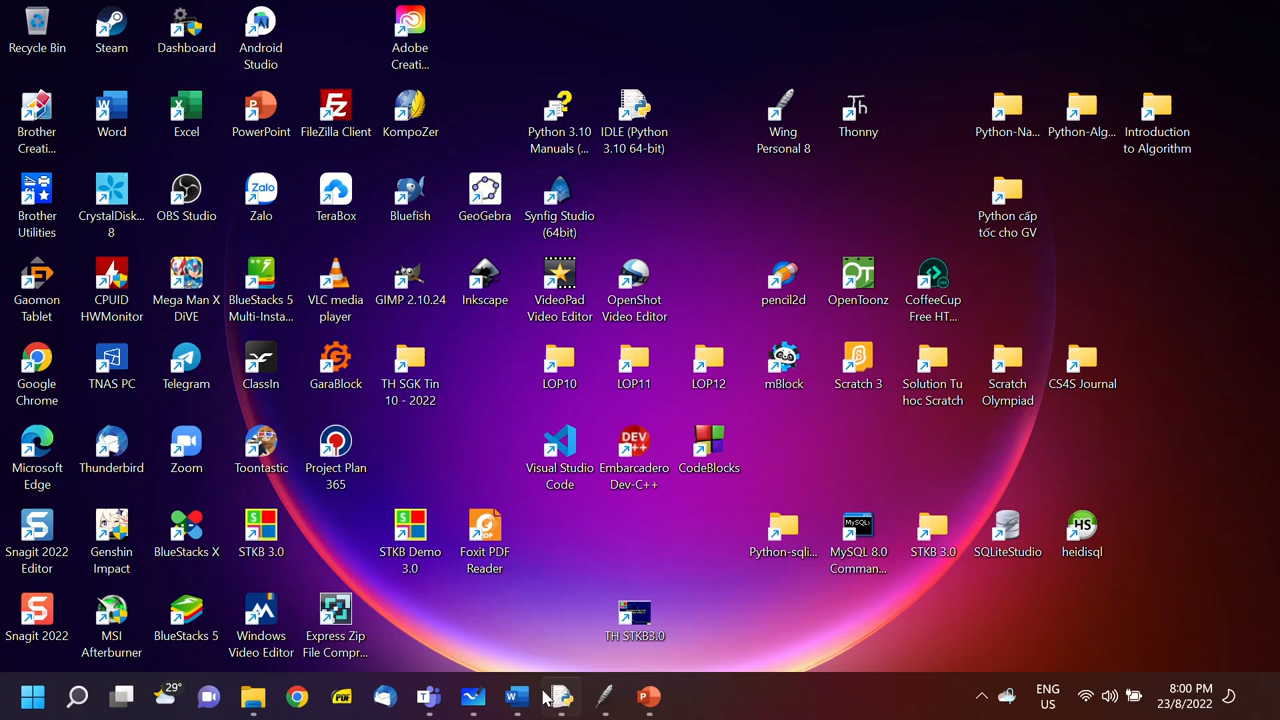 Recycle Bin
Steam
Dashboard
Android
Studio
Adobe
Creati...
Brother
Creati...
Word
Excel
PowerPoint
FileZilla Client
KompoZer
Python 3.10
Manuals (...
IDLE (Python
3.10 64-bit)
Wing
Personal 8
Thonny
Python-Na...
Python-Alg...
Introduction
to Algorithm
Brother
Utilities
CrystalDisk...
8
OBS Studio
Zalo
TeraBox
Bluefish
GeoGebra
Synfig Studio
(64bit)
Python cấp
tốc cho GV
Gaomon
Tablet
CPUID
HWMonitor
Mega Man X
DiVE
BlueStacks 5
Multi-Insta...
VLC media
player
GIMP 2.10.24
Inkscape
VideoPad
Video Editor
OpenShot
Video Editor
pencil2d
OpenToonz
CoffeeCup
Free HT...
Google
Chrome
TNAS PC
Telegram
ClassIn
GaraBlock
TH SGK Tin
10 - 2022
LOP10
LOP11
LOP12
mBlock
Scratch 3
Solution Tu
hoc Scratch
Scratch
Olympiad
CS4S Journal
Microsoft
Edge
Thunderbird
Zoom
Toontastic
Project Plan
365
Visual Studio
Code
Embarcadero
Dev-C++
CodeBlocks
Snagit 2022
Editor
Genshin
Impact
BlueStacks X
STKB 3.0
STKB Demo
3.0
Foxit PDF
Reader
Python-sqli...
MySQL 8.0
Comman...
STKB 3.0
SQLiteStudio
heidisql
Snagit 2022
MSI
Afterburner
BlueStacks 5
Windows
Video Editor
Express Zip
File Compr...
TH STKB3.0
29°
PDF
ENG
US
8:00 PM
23/8/2022